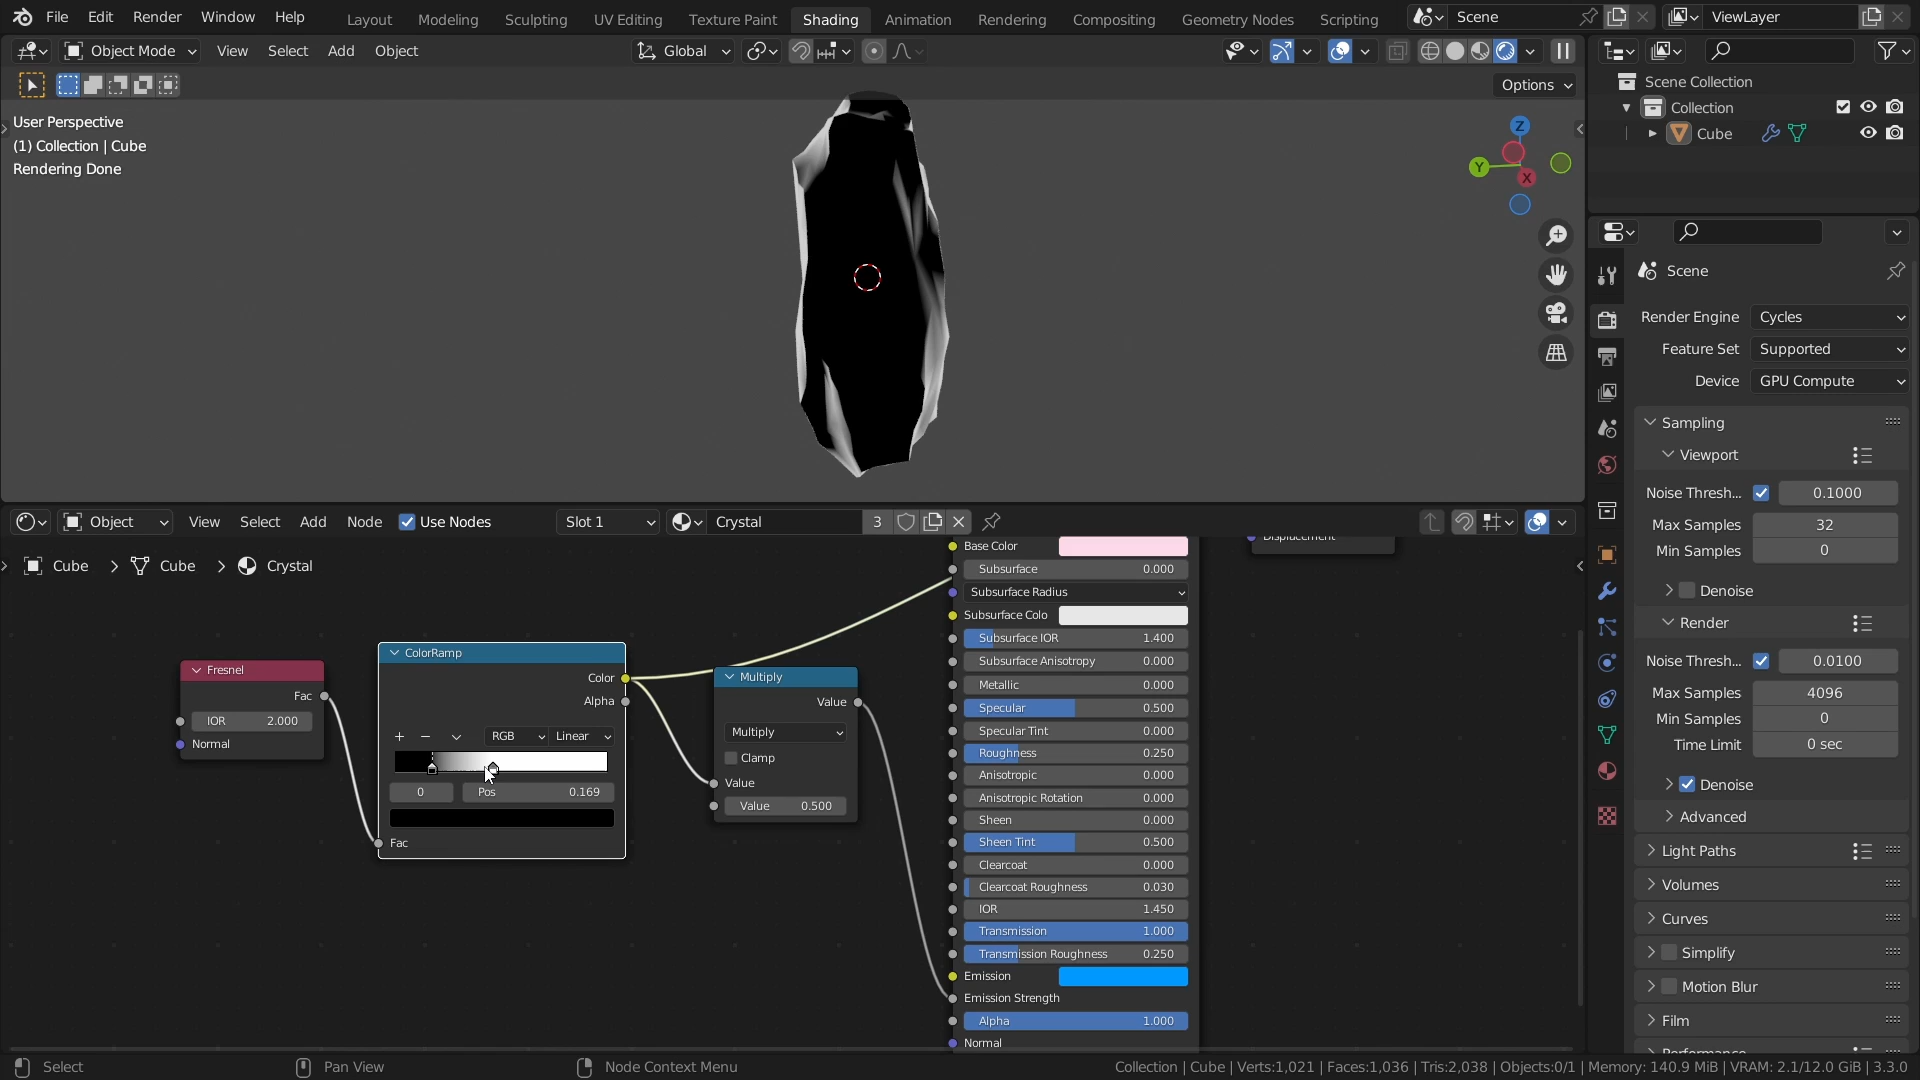 File Edit Render Window Help Layout Modeling Sculpting UV Editing Texture Paint Shading Animation Rendering Compositing Geometry Nodes Scripting Scene ViewLayer
Object Mode View Select Add Object Global
Options
User Perspective
(1) Collection | Cube
Rendering Done
Z
Y
X
Scene Collection
Collection
Cube
Scene
Render Engine Cycles
Feature Set Supported
Device GPU Compute
Sampling
Viewport
Noise Thresh... 0.1000
Max Samples 32
Min Samples 0
Denoise
Render
Noise Thresh... 0.0100
Max Samples 4096
Min Samples 0
Time Limit 0 sec
Denoise
Advanced
Light Paths
Volumes
Curves
Simplify
Motion Blur
Film
Object View Select Add Node Use Nodes Slot 1 Crystal 3
Cube > Cube > Crystal
Fresnel
Fac
IOR 2.000
Normal
ColorRamp
Color
Alpha
+ − RGB Linear
0 Pos 0.169
Fac
Multiply
Value
Multiply
Clamp
Value
Value 0.500
Base Color
Subsurface 0.000
Subsurface Radius
Subsurface Colo
Subsurface IOR 1.400
Subsurface Anisotropy 0.000
Metallic 0.000
Specular 0.500
Specular Tint 0.000
Roughness 0.250
Anisotropic 0.000
Anisotropic Rotation 0.000
Sheen 0.000
Sheen Tint 0.500
Clearcoat 0.000
Clearcoat Roughness 0.030
IOR 1.450
Transmission 1.000
Transmission Roughness 0.250
Emission
Emission Strength
Alpha 1.000
Normal
Displacement
Select Pan View Node Context Menu Collection | Cube | Verts:1,021 | Faces:1,036 | Tris:2,038 | Objects:0/1 | Memory: 140.9 MiB | VRAM: 2.1/12.0 GiB | 3.3.0